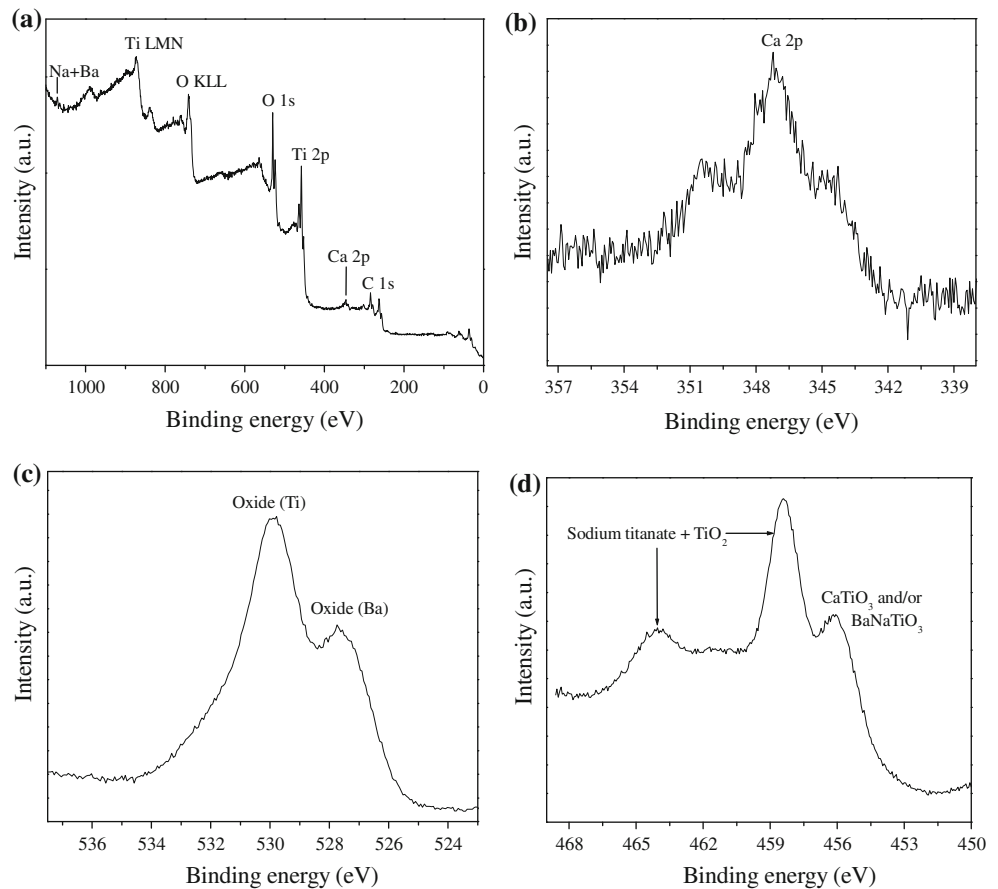 (a)
Ti LMN
Na+Ba
O KLL
O 1s
Ti 2p
Ca 2p
C 1s
Intensity (a.u.)
1000 800 600 400 200 0
Binding energy (eV)
(b)
Ca 2p
Intensity (a.u.)
357 354 351 348 345 342 339
Binding energy (eV)
(c)
Oxide (Ti)
Oxide (Ba)
Intensity (a.u.)
536 534 532 530 528 526 524
Binding energy (eV)
(d)
Sodium titanate + TiO₂
CaTiO₃ and/or
BaNaTiO₃
Intensity (a.u.)
468 465 462 459 456 453 450
Binding energy (eV)